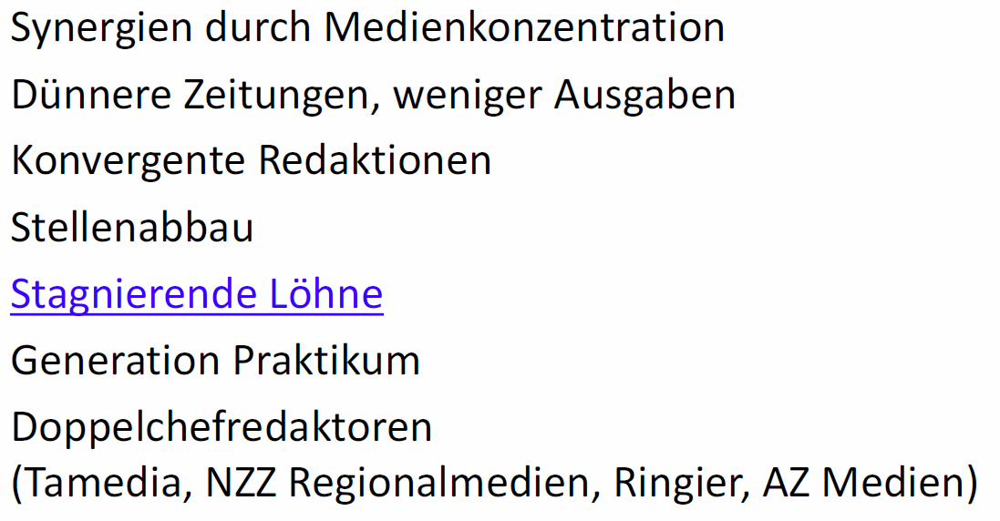 Synergien durch Medienkonzentration
Dünnere Zeitungen, weniger Ausgaben
Konvergente Redaktionen
Stellenabbau
Stagnierende Löhne
Generation Praktikum
Doppelchefredaktoren
(Tamedia, NZZ Regionalmedien, Ringier, AZ Medien)